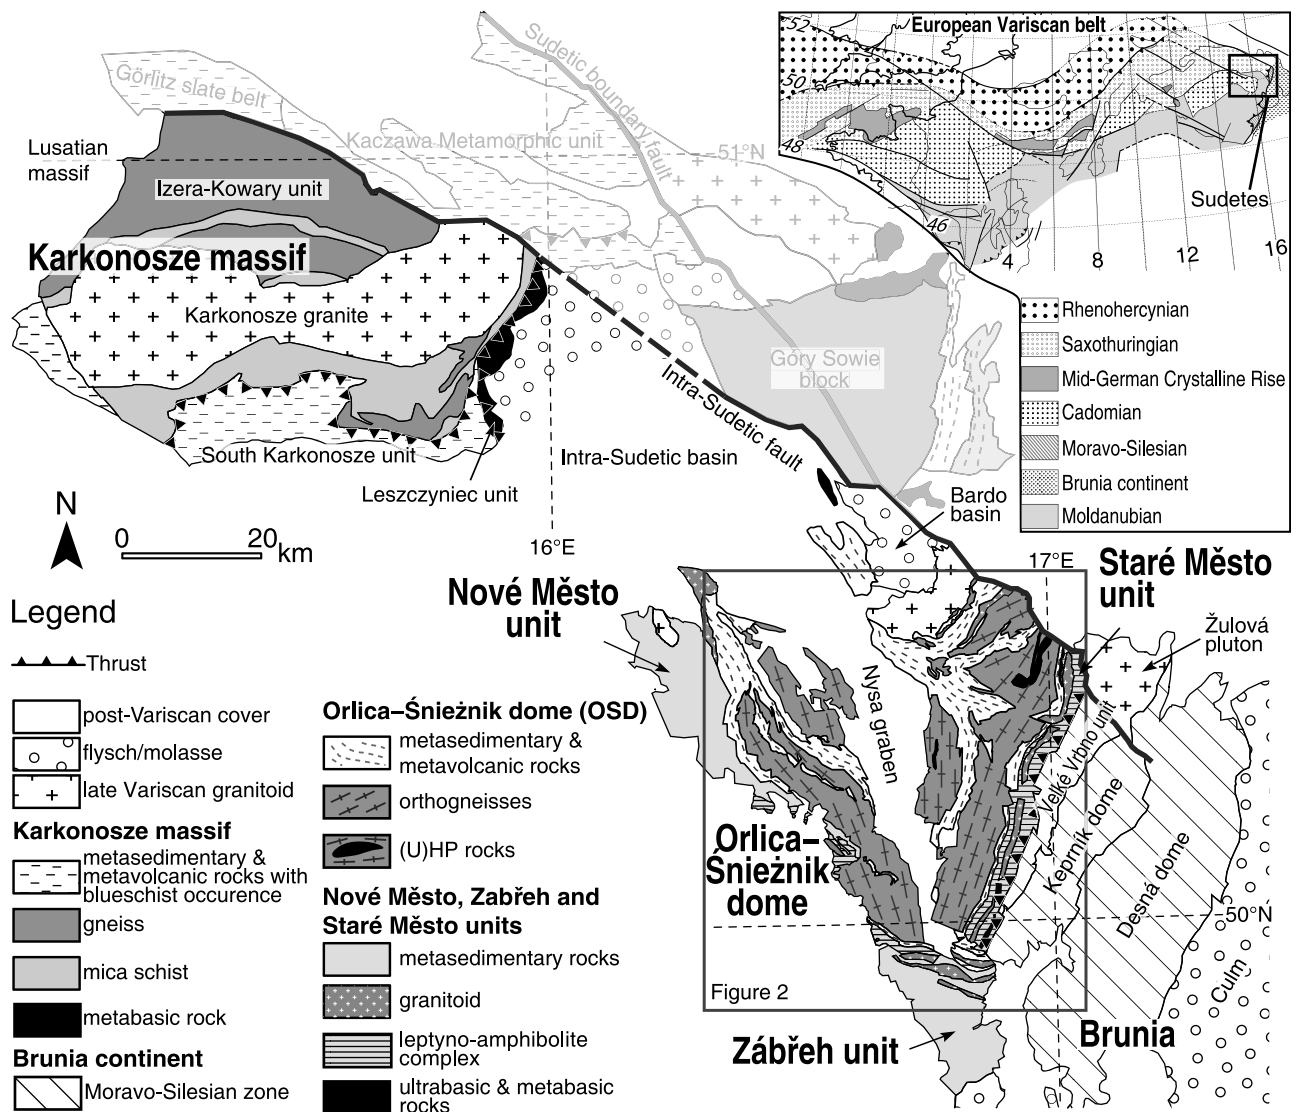 European Variscan belt
52
50
48
46
4
8
12
16
Sudetes
Rhenohercynian
Saxothuringian
Mid-German Crystalline Rise
Cadomian
Moravo-Silesian
Brunia continent
Moldanubian
Görlitz slate belt
Sudetic boundary fault
Kaczawa Metamorphic unit
51°N
Lusatian
massif
Izera-Kowary unit
Karkonosze massif
Karkonosze granite
Góry Sowie
block
Intra-Sudetic fault
South Karkonosze unit
Intra-Sudetic basin
Leszczyniec unit
Bardo
basin
N
0
20
km
16°E
17°E
Nové Město
unit
Staré Město
unit
Žulová
pluton
Nysa graben
Velké Vrbno unit
Keprník dome
Desná dome
Orlica–
Śnieżnik
dome
50°N
Culm
Figure 2
Zábřeh unit
Brunia
Legend
Thrust
post-Variscan cover
flysch/molasse
late Variscan granitoid
Karkonosze massif
metasedimentary &
metavolcanic rocks with
blueschist occurence
gneiss
mica schist
metabasic rock
Brunia continent
Moravo-Silesian zone
Orlica–Śnieżnik dome (OSD)
metasedimentary &
metavolcanic rocks
orthogneisses
(U)HP rocks
Nové Město, Zabřeh and
Staré Město units
metasedimentary rocks
granitoid
leptyno-amphibolite
complex
ultrabasic & metabasic
rocks